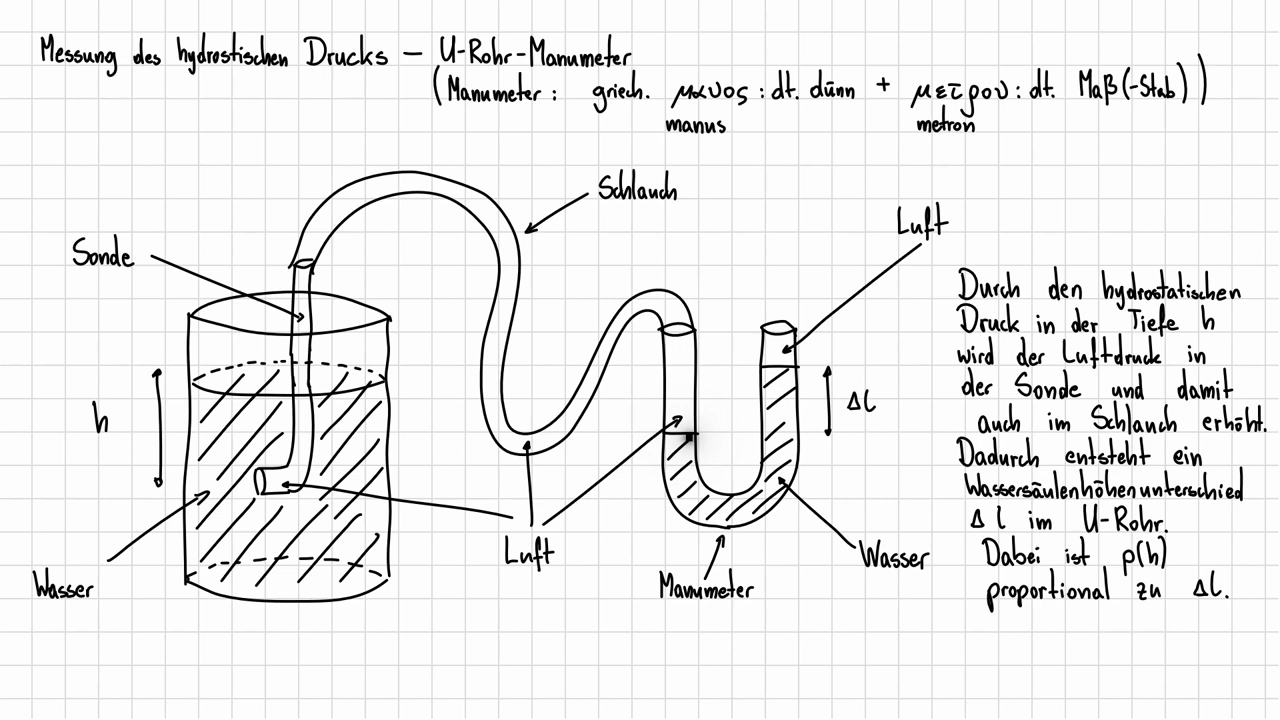 Messung des hydrostischen Drucks – U-Rohr-Manumeter
(Manumeter: griech. μανος: dt. dünn + μετρον: dt. Maß(-Stab))
manus metron
Schlauch
Luft
Sonde
h
Δl
Wasser
Luft
Manumeter
Wasser
Durch den hydrostatischen
Druck in der Tiefe h
wird der Luftdruck in
der Sonde und damit
auch im Schlauch erhöht.
Dadurch entsteht ein
Wassersäulenhöhenunterschied
Δl im U-Rohr.
Dabei ist p(h)
proportional zu Δl.